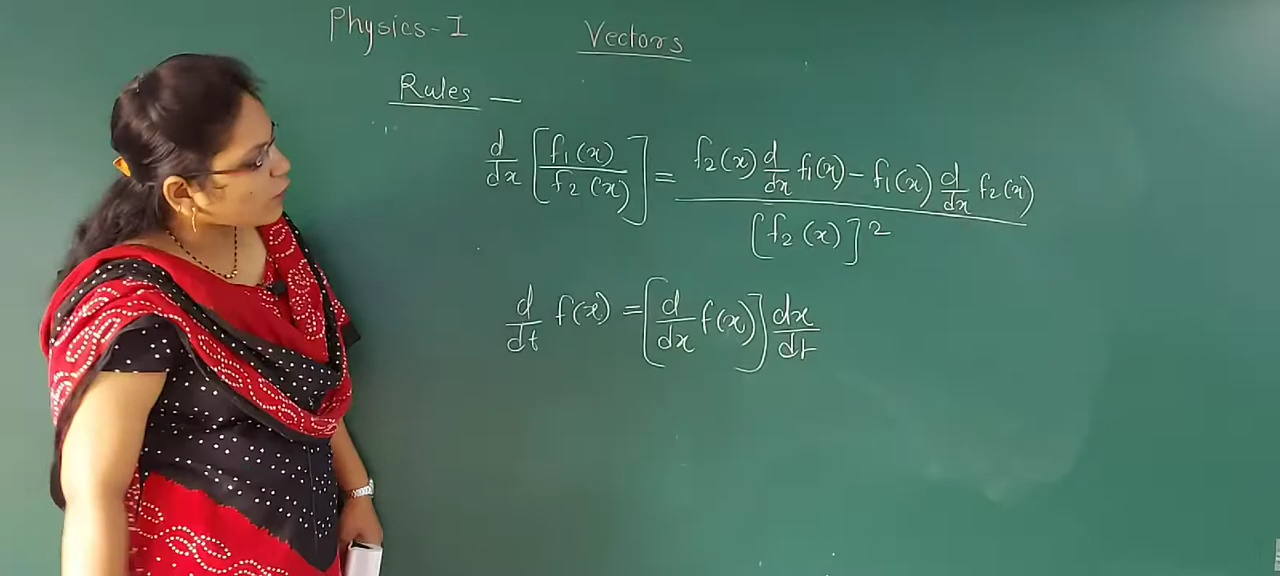 Physics-I
Vectors
Rules —
d/dx [f₁(x)/f₂(x)] = f₂(x) d/dx f₁(x) − f₁(x) d/dx f₂(x) / [f₂(x)]²
d/dt f(x) = [d/dx f(x)] dx/dt